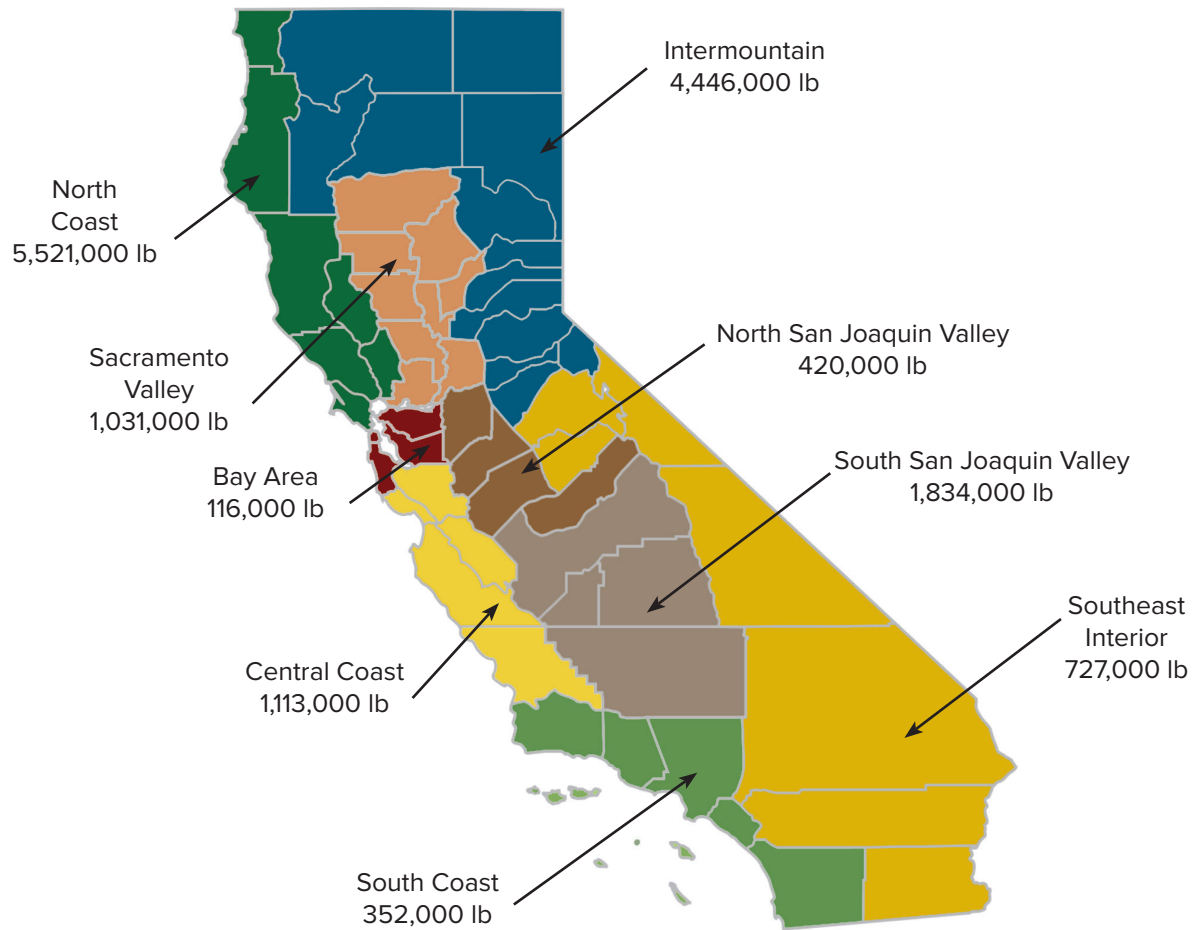 Intermountain
4,446,000 lb
North
Coast
5,521,000 lb
North San Joaquin Valley
420,000 lb
Sacramento
Valley
1,031,000 lb
South San Joaquin Valley
1,834,000 lb
Bay Area
116,000 lb
Southeast
Interior
727,000 lb
Central Coast
1,113,000 lb
South Coast
352,000 lb